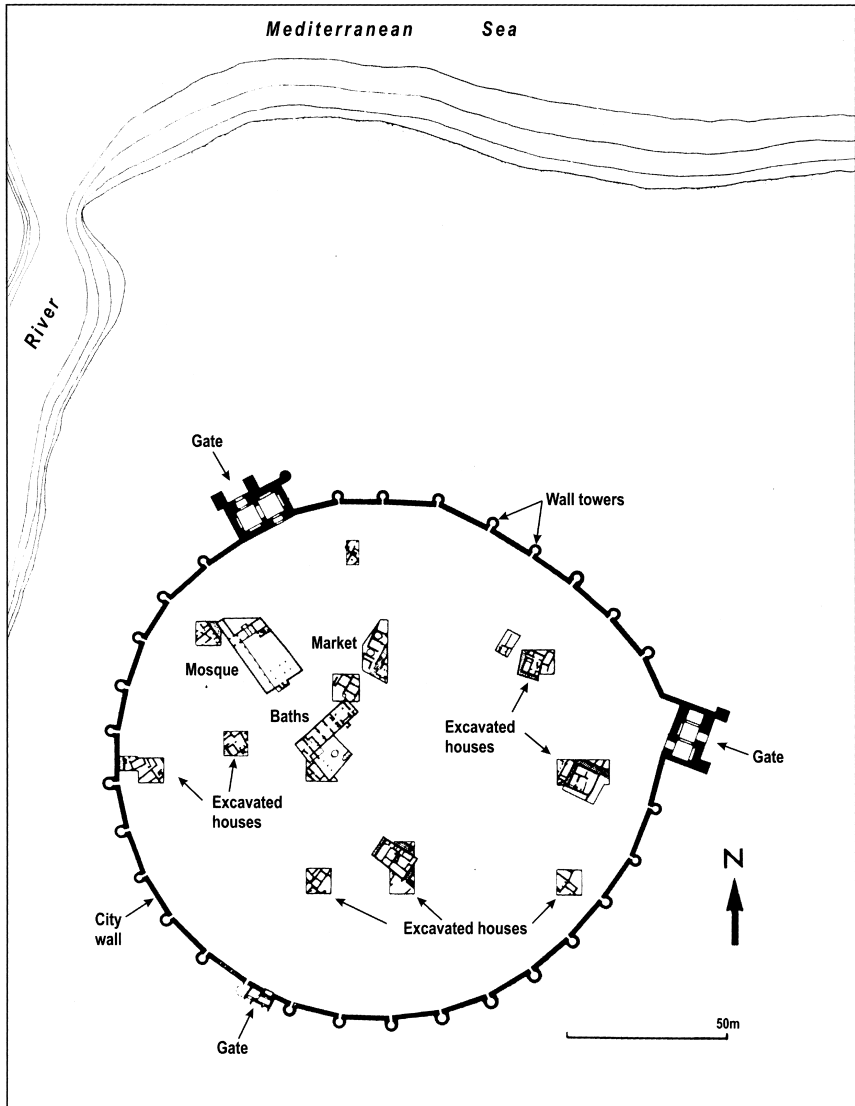 Mediterranean Sea
River
Gate
Wall towers
Mosque
Market
Baths
Excavated
houses
Gate
Excavated
houses
Excavated houses
City
wall
N
Gate
50m